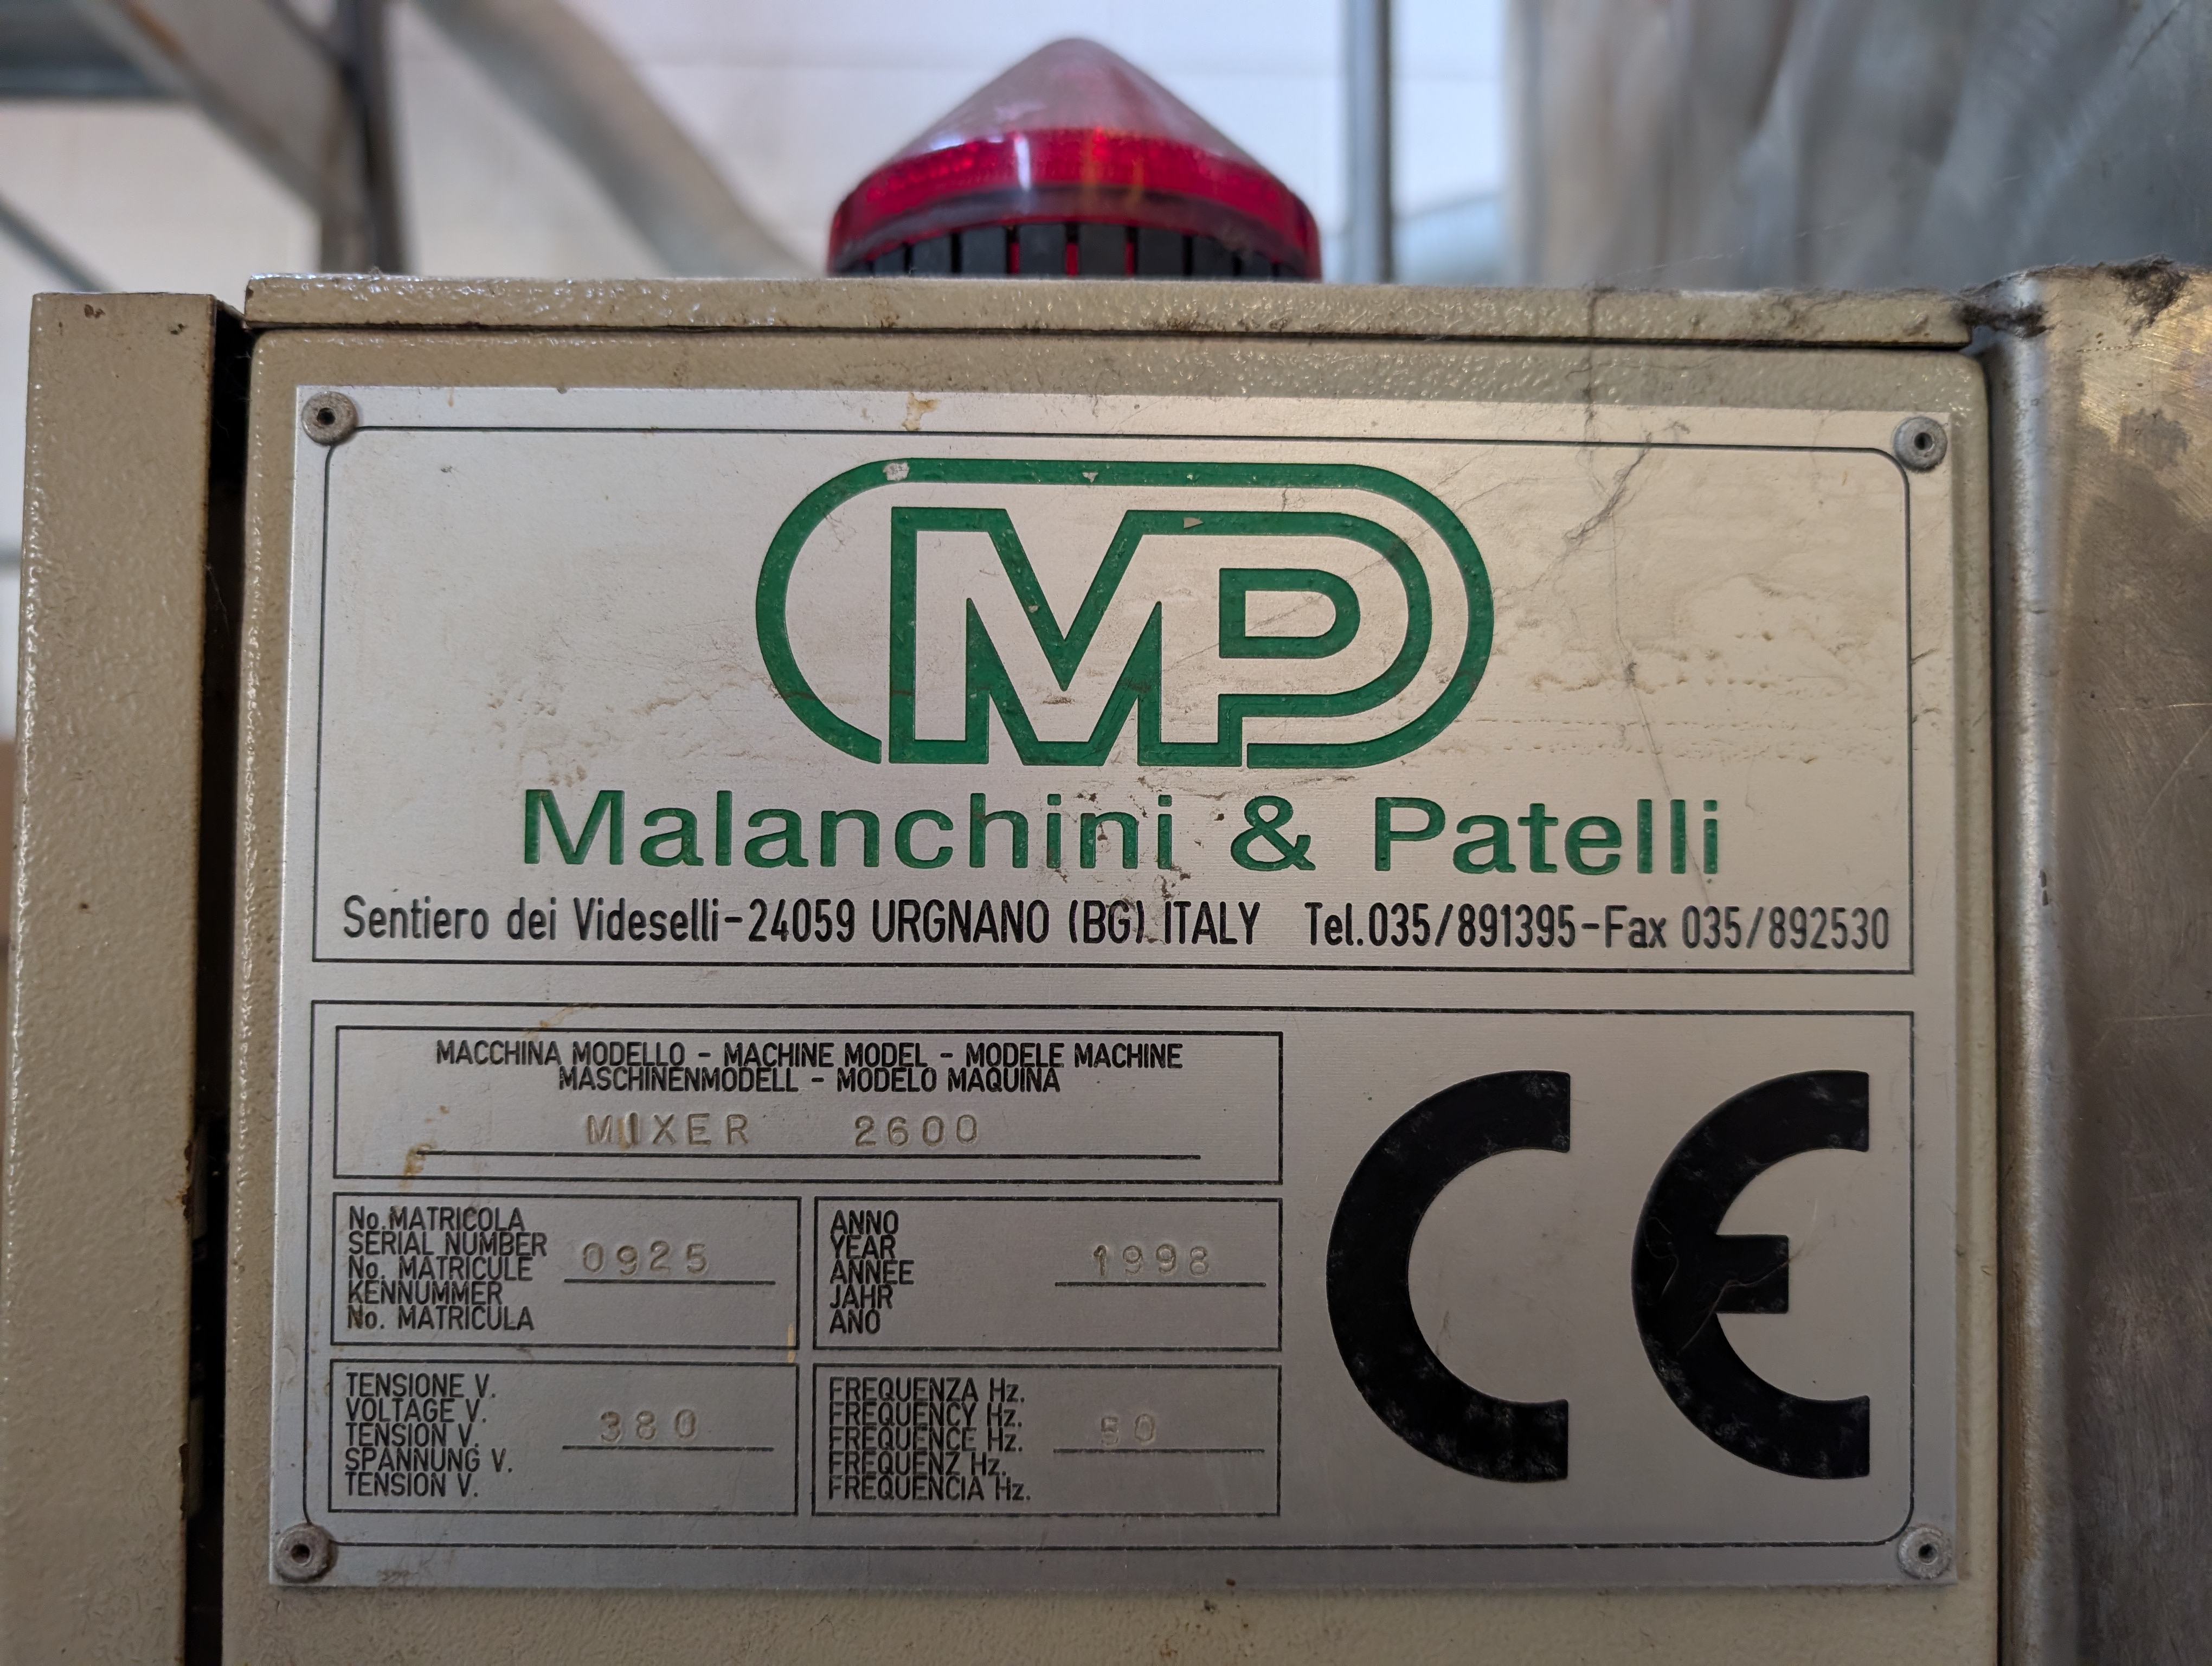 MP
Malanchini & Patelli
Sentiero dei Videselli-24059 URGNANO (BG) ITALY Tel.035/891395-Fax 035/892530
MACCHINA MODELLO - MACHINE MODEL - MODELE MACHINE
MASCHINENMODELL - MODELO MAQUINA
MIXER 2600
No.MATRICOLA
SERIAL NUMBER
No. MATRICULE
KENNUMMER
No. MATRICULA
0925
ANNO
YEAR
ANNEE
JAHR
ANO
1998
TENSIONE V.
VOLTAGE V.
TENSION V.
SPANNUNG V.
TENSION V.
380
FREQUENZA Hz.
FREQUENCY Hz.
FREQUENCE Hz.
FREQUENZ Hz.
FREQUENCIA Hz.
50
CE